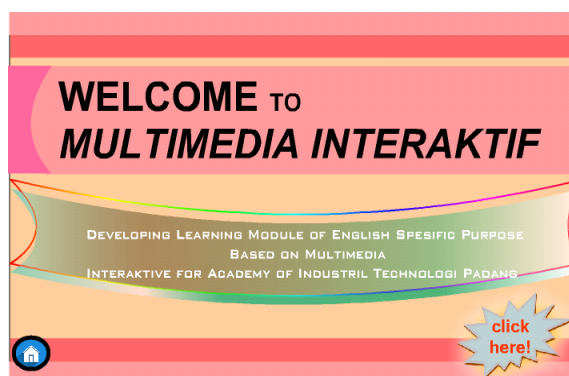 WELCOME TO
MULTIMEDIA INTERAKTIF
DEVELOPING LEARNING MODULE OF ENGLISH SPESIFIC PURPOSE
BASED ON MULTIMEDIA
INTERAKTIVE FOR ACADEMY OF INDUSTRIL TECHNOLOGI PADANG
click
here!